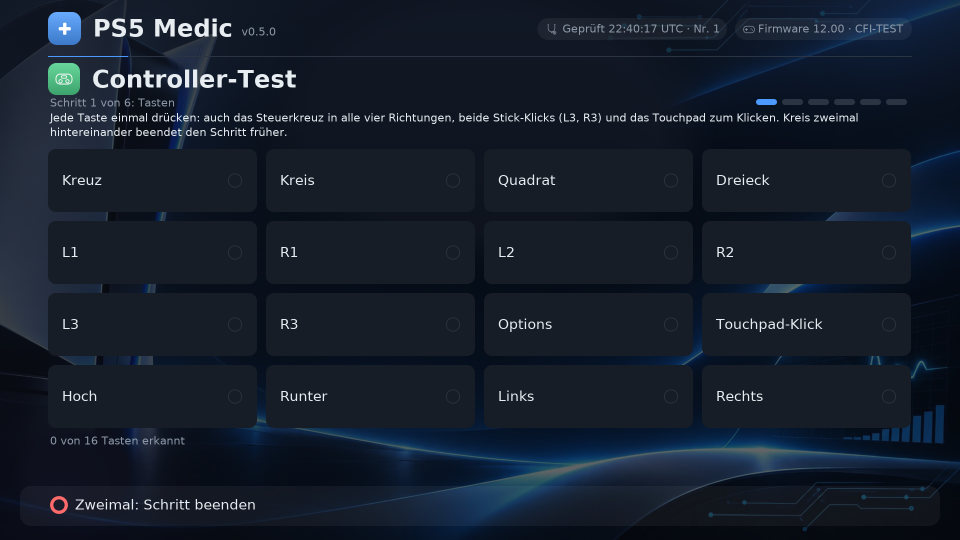 PS5 Medic v0.5.0
Geprüft 22:40:17 UTC · Nr. 1
Firmware 12.00 · CFI-TEST
Controller-Test
Schritt 1 von 6: Tasten
Jede Taste einmal drücken: auch das Steuerkreuz in alle vier Richtungen, beide Stick-Klicks (L3, R3) und das Touchpad zum Klicken. Kreis zweimal
hintereinander beendet den Schritt früher.
Kreuz
Kreis
Quadrat
Dreieck
L1
R1
L2
R2
L3
R3
Options
Touchpad-Klick
Hoch
Runter
Links
Rechts
0 von 16 Tasten erkannt
Zweimal: Schritt beenden